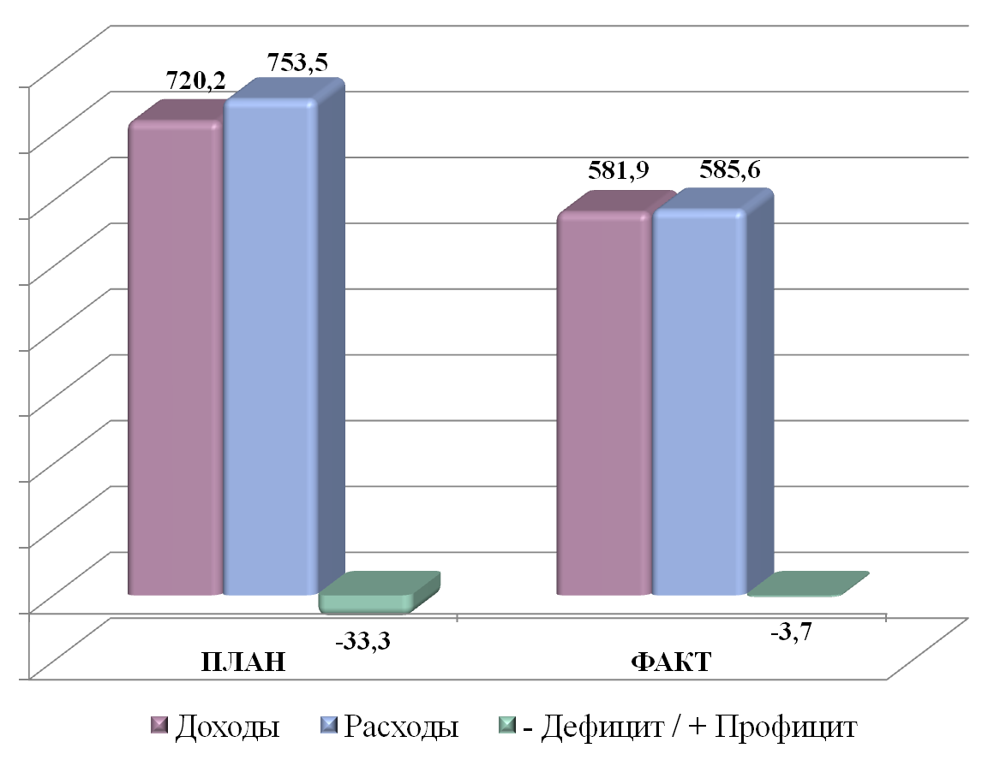 753,5
720,2
581,9 585,6
-33,3 -3,7
ПЛАН ФАКТ
Доходы Расходы - Дефицит / + Профицит